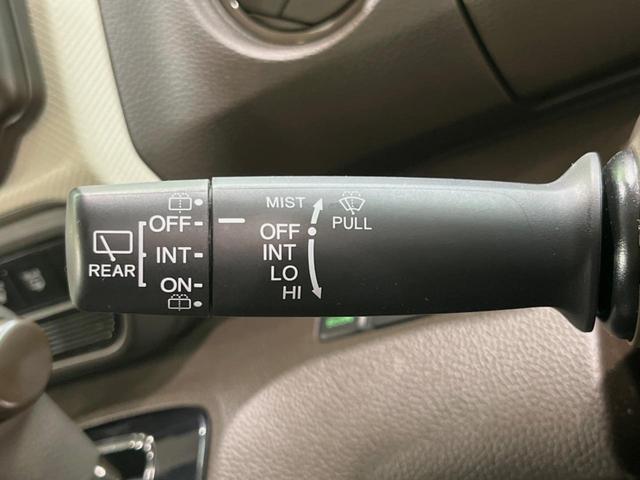 OFF
INT
ON
REAR
MIST
PULL
OFF
INT
LO
HI